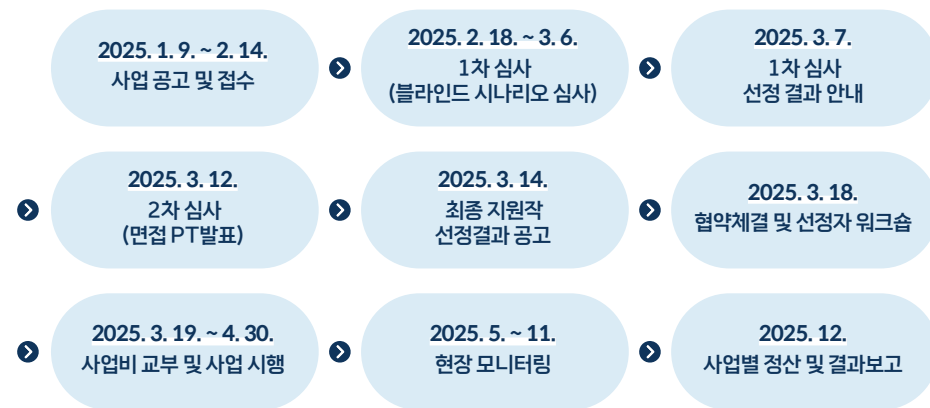 2025. 1. 9. ~ 2. 14.
사업 공고 및 접수
2025. 2. 18. ~ 3. 6.
1차 심사
(블라인드 시나리오 심사)
2025. 3. 7.
1차 심사
선정 결과 안내
2025. 3. 12.
2차 심사
(면접 PT발표)
2025. 3. 14.
최종 지원작
선정결과 공고
2025. 3. 18.
협약체결 및 선정자 워크숍
2025. 3. 19. ~ 4. 30.
사업비 교부 및 사업 시행
2025. 5. ~ 11.
현장 모니터링
2025. 12.
사업별 정산 및 결과보고